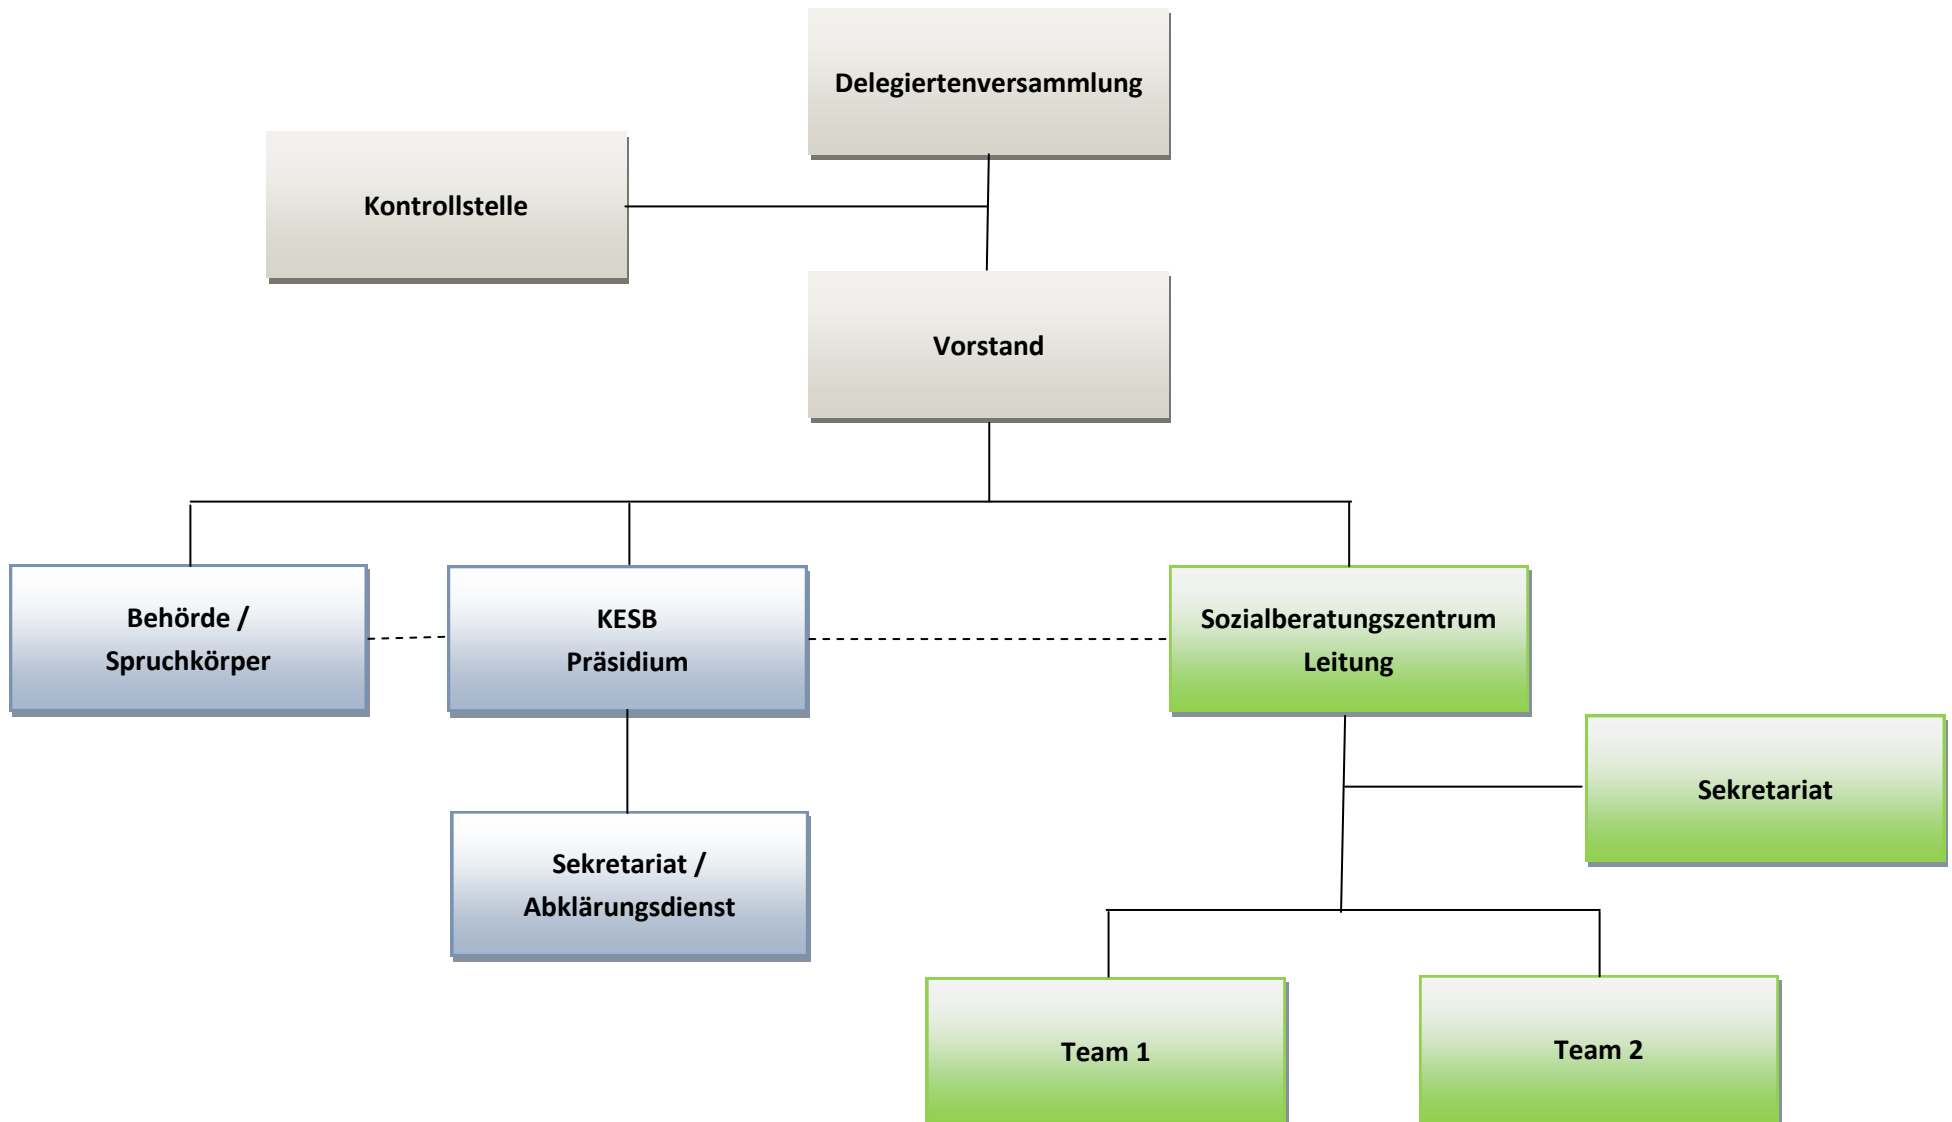 Delegiertenversammlung
Kontrollstelle
Vorstand
Behörde /
Spruchkörper
KESB
Präsidium
Sozialberatungszentrum
Leitung
Sekretariat
Sekretariat /
Abklärungsdienst
Team 1
Team 2